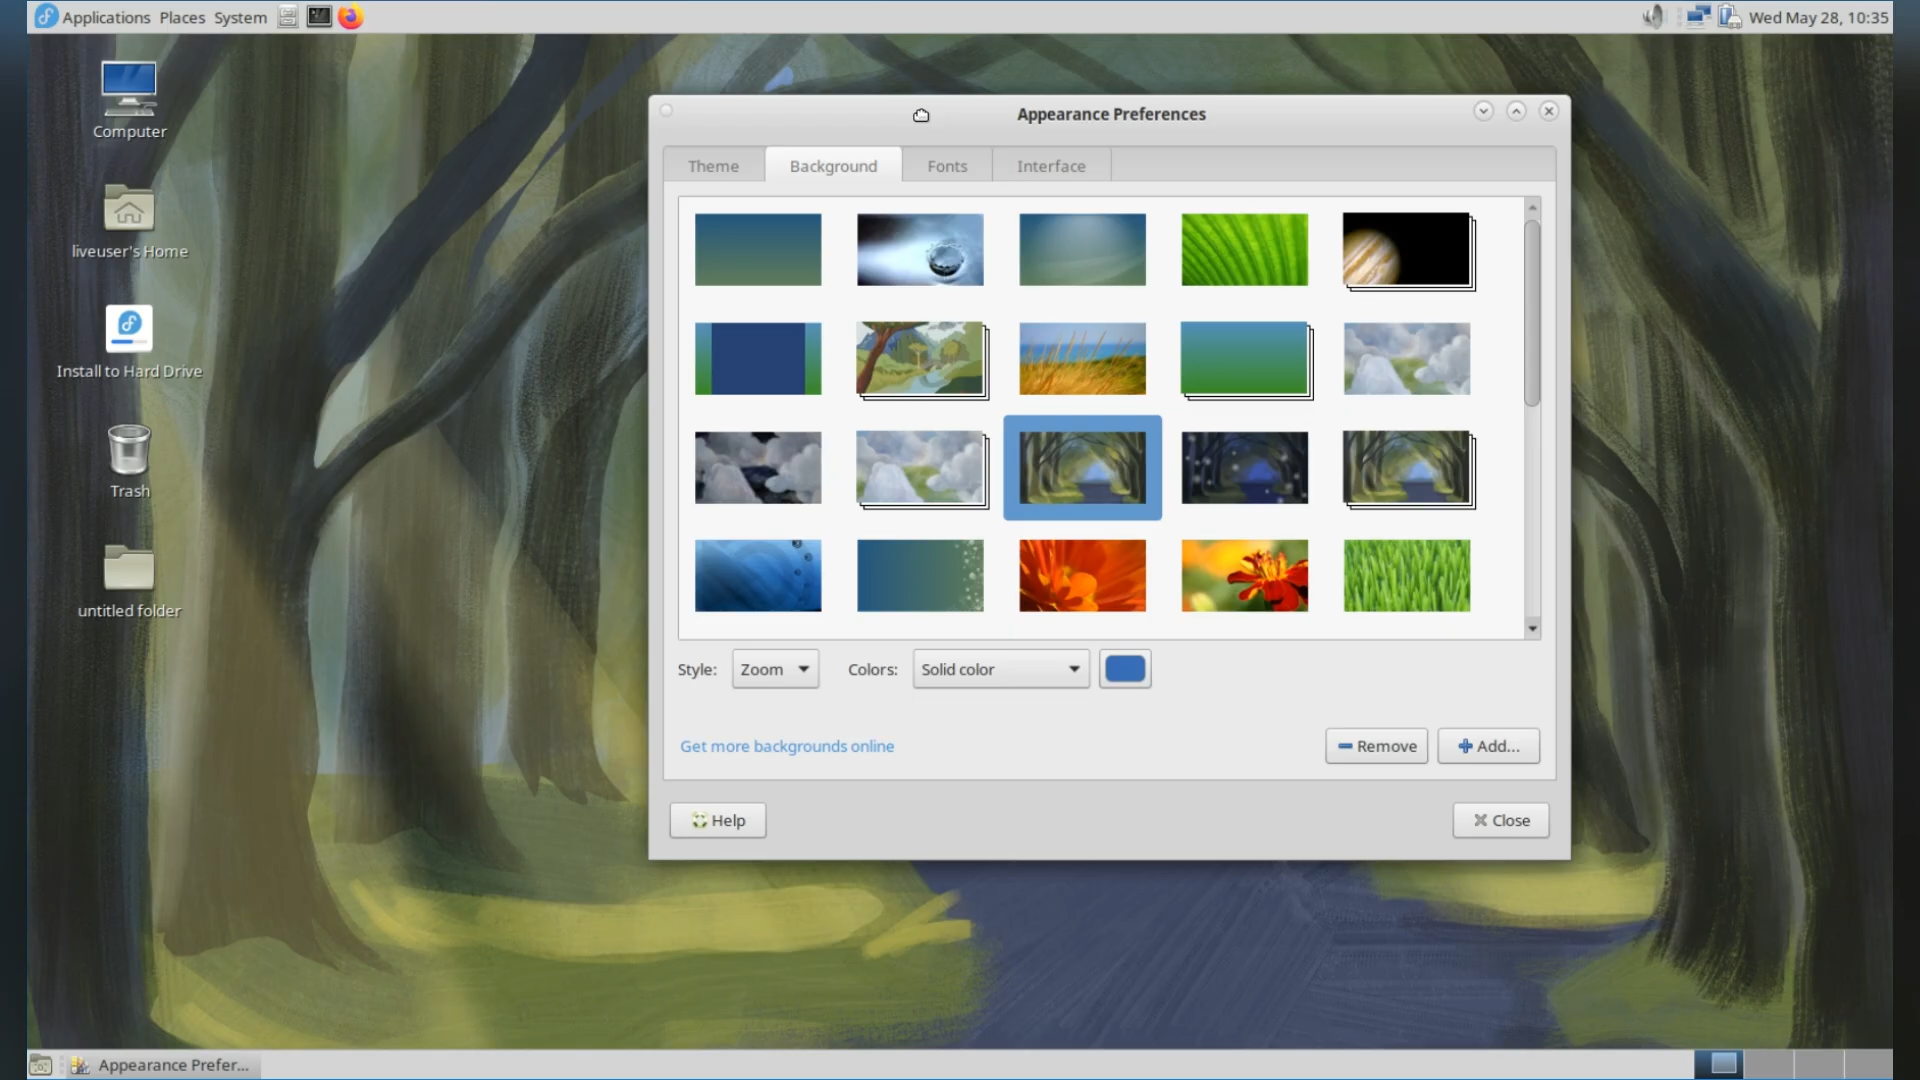 Applications Places System
Wed May 28, 10:35
Computer
liveuser's Home
Install to Hard Drive
Trash
untitled folder
Appearance Preferences
Theme Background Fonts Interface
Style: Zoom Colors: Solid color
Get more backgrounds online
Remove Add...
Help Close
Appearance Prefer...